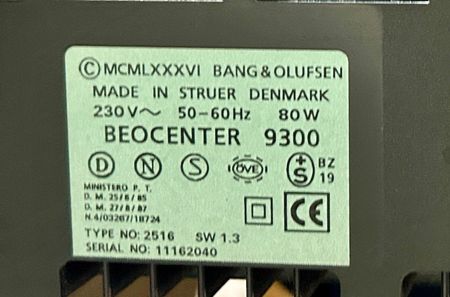 © MCMLXXXVI BANG & OLUFSEN
MADE IN STRUER DENMARK
230V～ 50-60Hz 80W
BEOCENTER 9300
D N S ÖVE +S BZ 19
MINISTERO P. T.
D. M. 25/6/85
D. M. 27/8/87
N.4/03267/18724
CE
TYPE NO: 2516 SW 1.3
SERIAL NO: 11162040